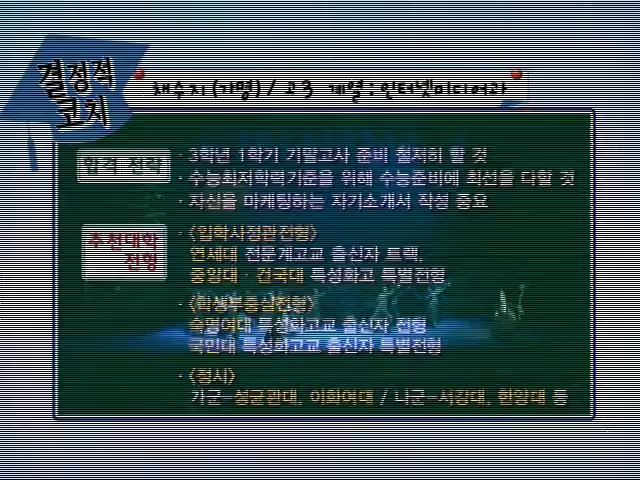 결정적
코치
채수지(가명) / 고3 계열 : 인터넷미디어과
합격 전략
· 3학년 1학기 기말고사 준비 철저히 할 것
· 수능최저학력기준을 위해 수능준비에 최선을 다할 것
· 자신을 마케팅하는 자기소개서 작성 중요
추천대학
전형
· <입학사정관전형>
연세대 전문계고교 출신자 트랙,
중앙대 · 건국대 특성화고 특별전형
· <학생부중심전형>
숙명여대 특성화고교 출신자 전형
국민대 특성화고교 출신자 특별전형
· <정시>
가군-성균관대, 이화여대 / 나군-서강대, 한양대 등